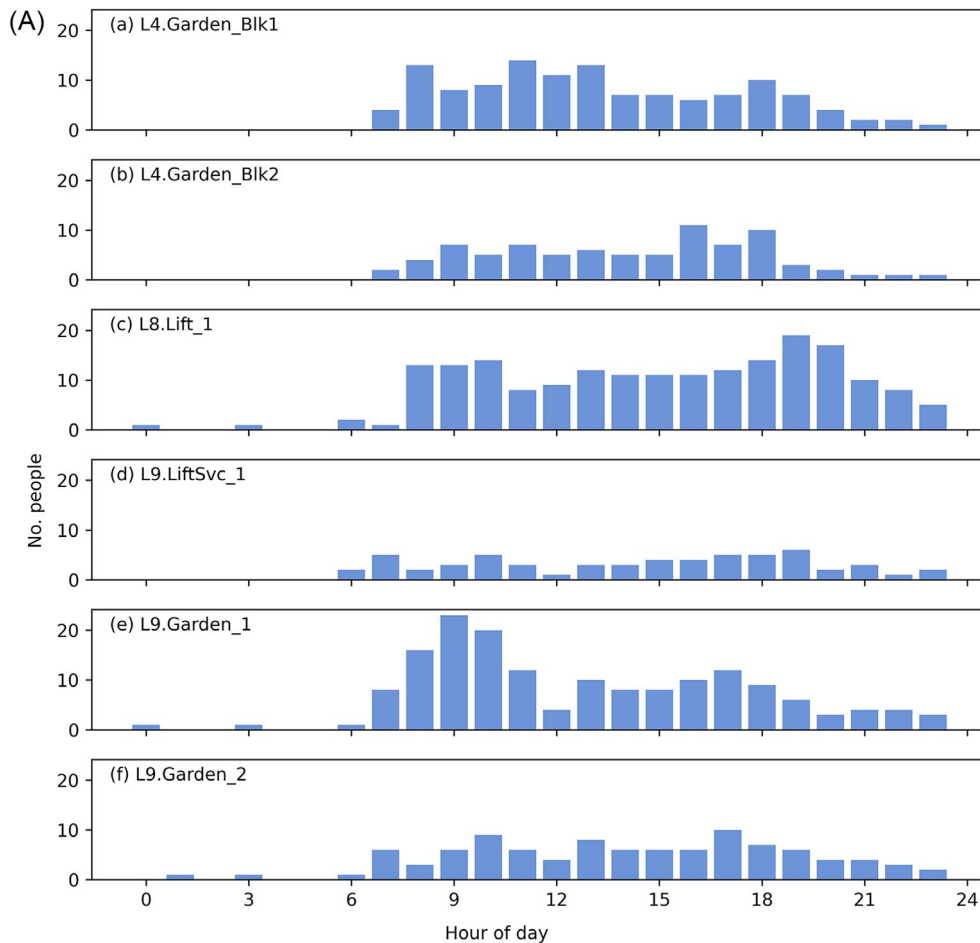 (A)
(a) L4.Garden_Blk1
20
10
0
(b) L4.Garden_Blk2
20
10
0
(c) L8.Lift_1
20
10
0
(d) L9.LiftSvc_1
20
10
0
(e) L9.Garden_1
20
10
0
(f) L9.Garden_2
20
10
0
No. people
0 3 6 9 12 15 18 21 24
Hour of day